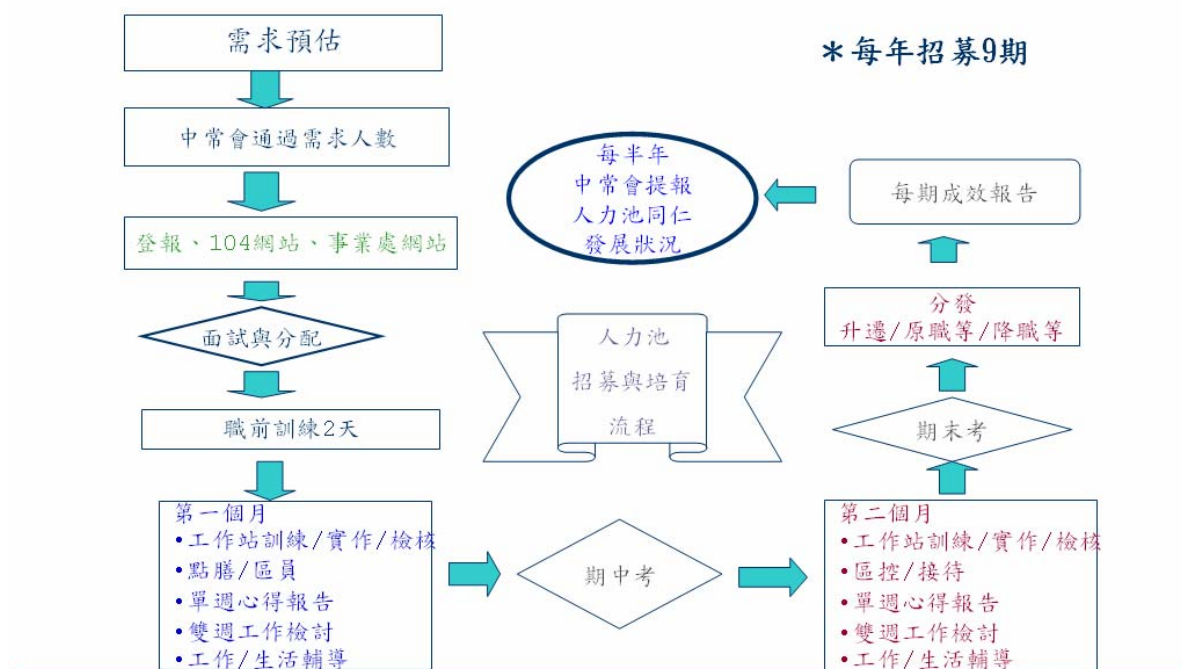 需求預估
*每年招募9期
中常會通過需求人數
登報、104網站、事業處網站
面試與分配
職前訓練2天
第一個月
•工作站訓練/實作/檢核
•點膳/區員
•單週心得報告
•雙週工作檢討
•工作/生活輔導
期中考
第二個月
•工作站訓練/實作/檢核
•區控/接待
•單週心得報告
•雙週工作檢討
•工作/生活輔導
期末考
分發
升遷/原職等/降職等
每期成效報告
每半年
中常會提報
人力池同仁
發展狀況
人力池
招募與培育
流程